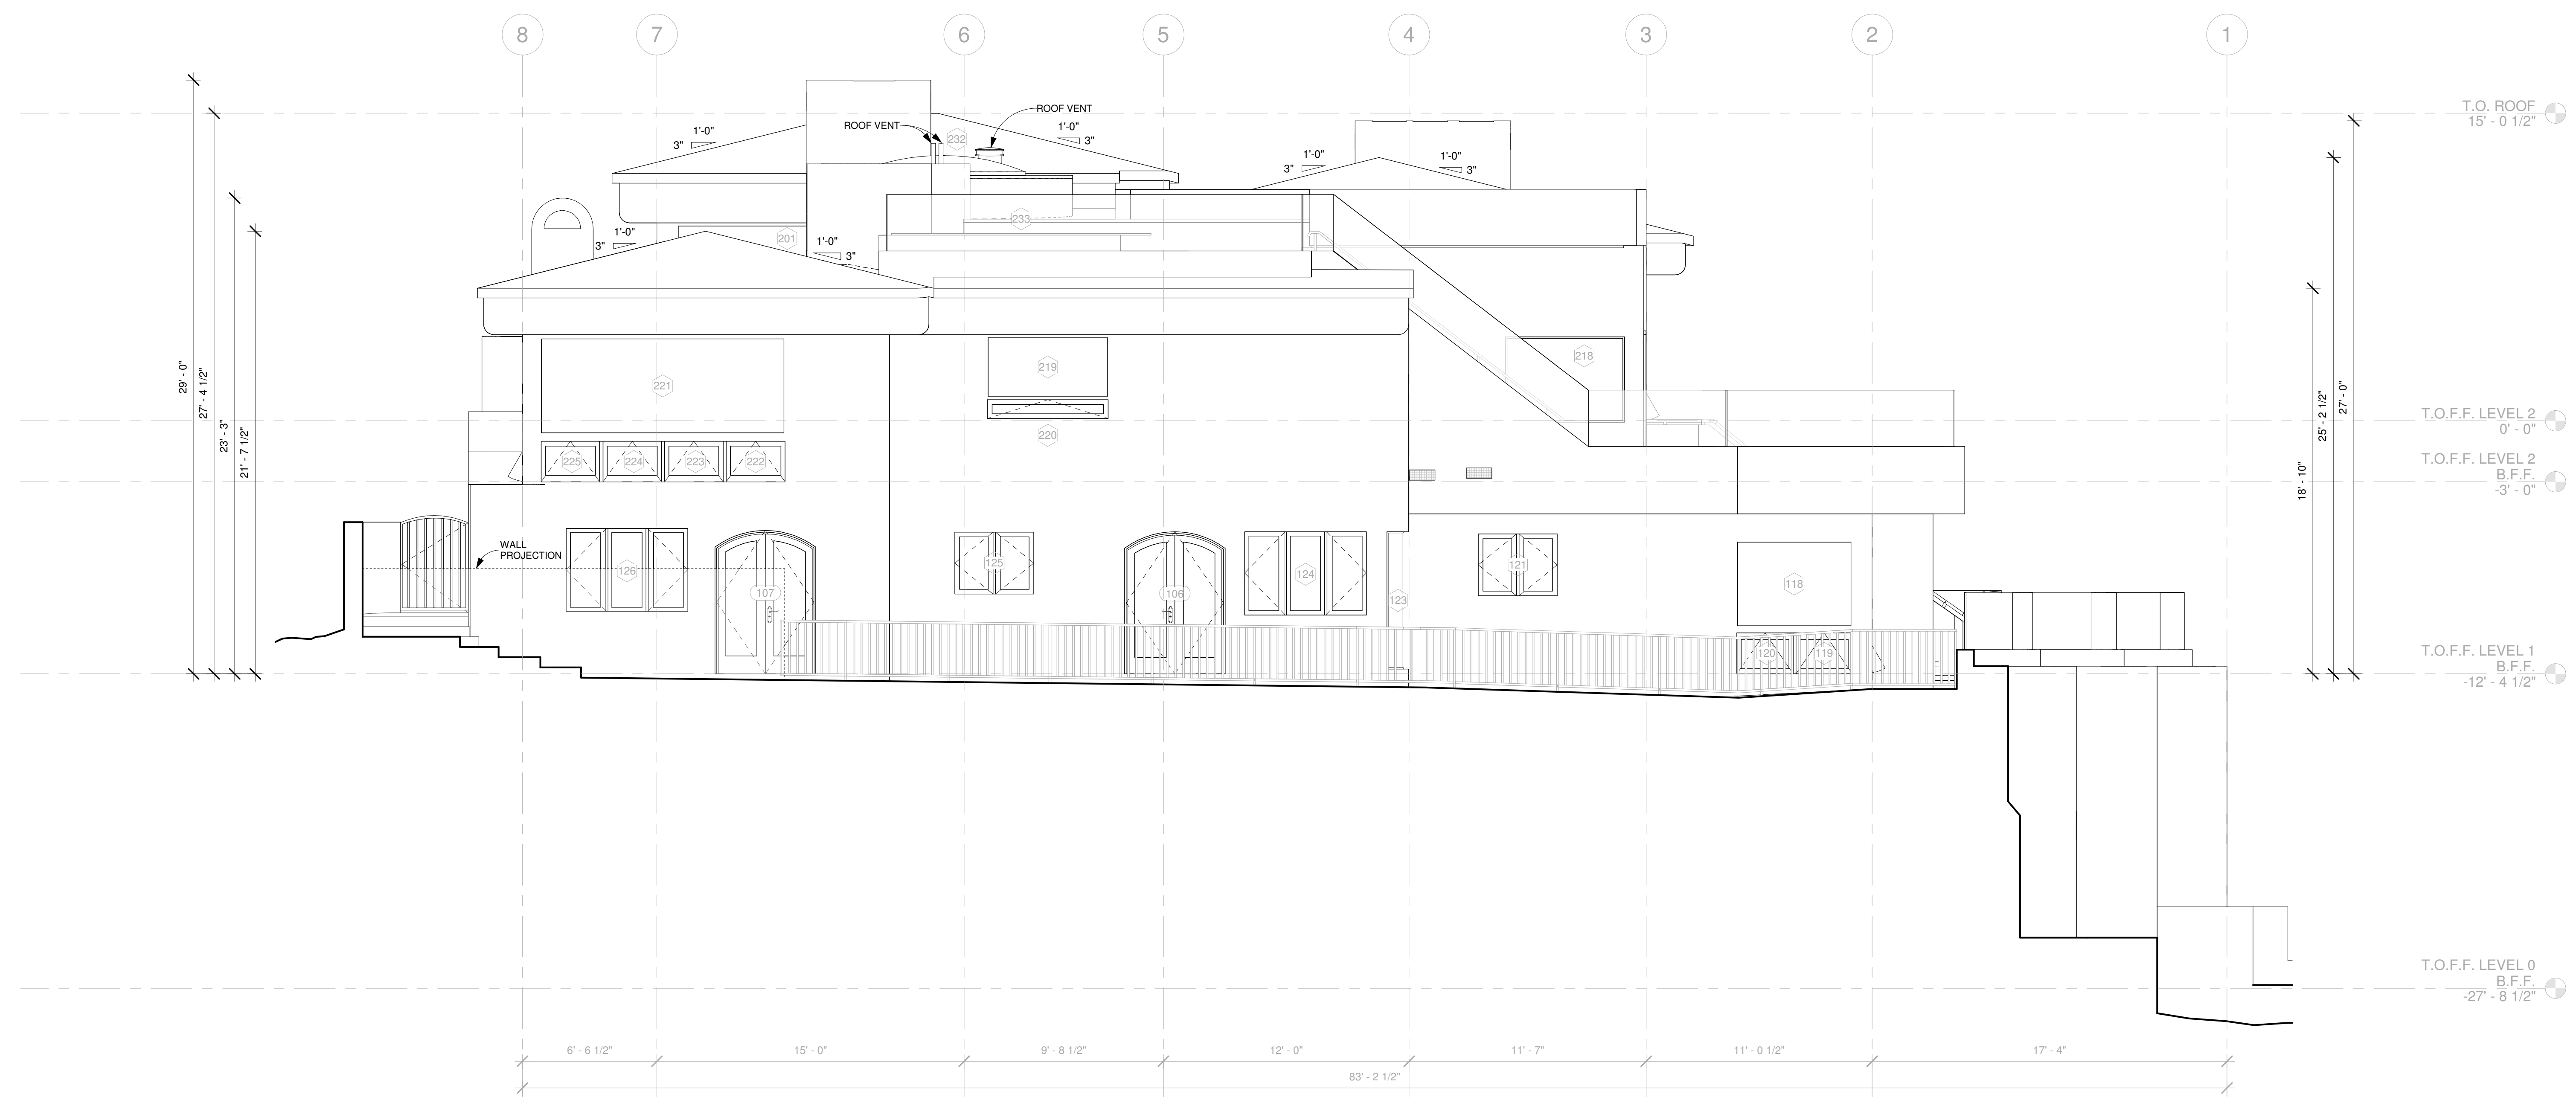 8
7
6
5
4
3
2
1
ROOF VENT
ROOF VENT
232
1'-0"
3"
1'-0"
3"
1'-0"
3"
1'-0"
3"
T.O. ROOF
15' - 0 1/2"
233
201
1'-0"
3"
1'-0"
3"
29' - 0"
27' - 4 1/2"
23' - 3"
21' - 7 1/2"
221
219
220
218
225
224
223
222
18' - 10"
25' - 2 1/2"
27' - 0"
T.O.F.F. LEVEL 2
0' - 0"
T.O.F.F. LEVEL 2
B.F.F.
-3' - 0"
WALL
PROJECTION
126
107
125
106
124
123
121
118
120
119
T.O.F.F. LEVEL 1
B.F.F.
-12' - 4 1/2"
T.O.F.F. LEVEL 0
B.F.F.
-27' - 8 1/2"
6' - 6 1/2"
15' - 0"
9' - 8 1/2"
12' - 0"
11' - 7"
11' - 0 1/2"
17' - 4"
83' - 2 1/2"